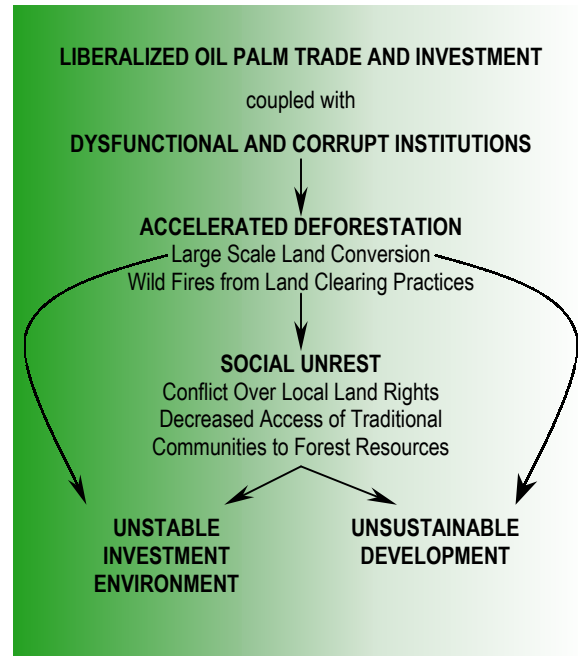 LIBERALIZED OIL PALM TRADE AND INVESTMENT
coupled with
DYSFUNCTIONAL AND CORRUPT INSTITUTIONS
ACCELERATED DEFORESTATION
Large Scale Land Conversion
Wild Fires from Land Clearing Practices
SOCIAL UNREST
Conflict Over Local Land Rights
Decreased Access of Traditional
Communities to Forest Resources
UNSTABLE
INVESTMENT
ENVIRONMENT
UNSUSTAINABLE
DEVELOPMENT